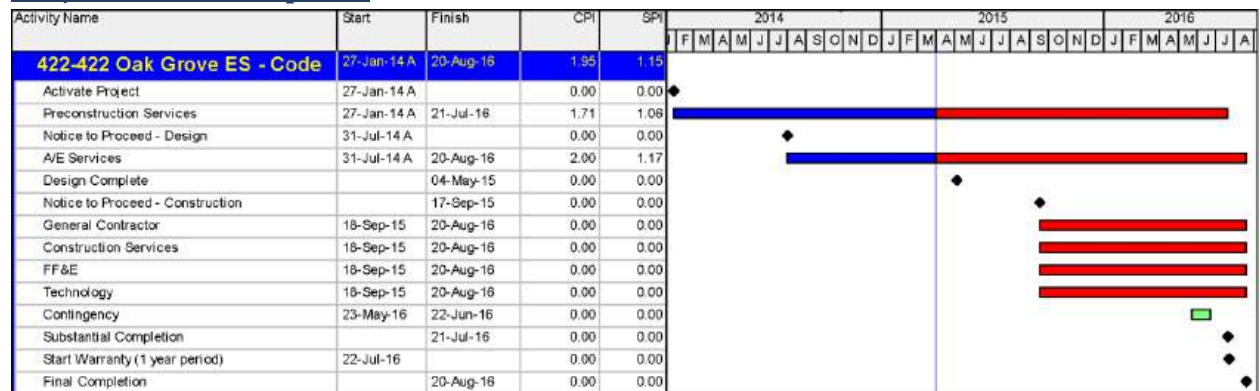 Activity Name Start Finish CPI SPI 2014 2015 2016
F M A M J J A S O N D J F M A M J J A S O N D J F M A M J J A
422-422 Oak Grove ES - Code 27-Jan-14 A 20-Aug-16 1.95 1.15
Activate Project 27-Jan-14 A 0.00 0.00
Preconstruction Services 27-Jan-14 A 21-Jul-16 1.71 1.06
Notice to Proceed - Design 31-Jul-14 A 0.00 0.00
A/E Services 31-Jul-14 A 20-Aug-16 2.00 1.17
Design Complete 04-May-15 0.00 0.00
Notice to Proceed - Construction 17-Sep-15 0.00 0.00
General Contractor 18-Sep-15 20-Aug-16 0.00 0.00
Construction Services 18-Sep-15 20-Aug-16 0.00 0.00
FF&E 18-Sep-15 20-Aug-16 0.00 0.00
Technology 18-Sep-15 20-Aug-16 0.00 0.00
Contingency 23-May-16 22-Jun-16 0.00 0.00
Substantial Completion 21-Jul-16 0.00 0.00
Start Warranty (1 year period) 22-Jul-16 0.00 0.00
Final Completion 20-Aug-16 0.00 0.00